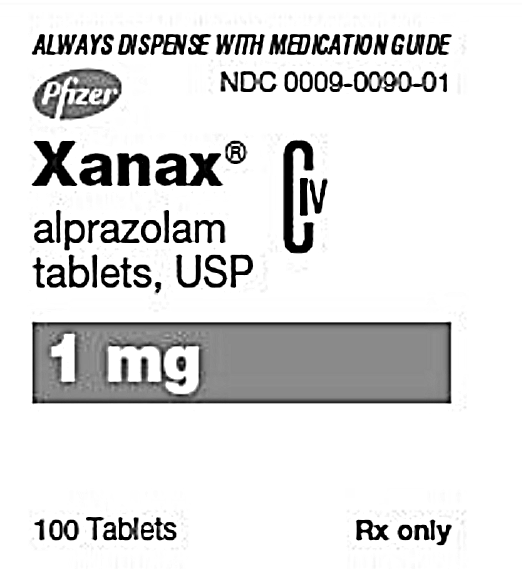 ALWAYS DISPENSE WITH MEDICATION GUIDE
Pfizer
NDC 0009-0090-01
Xanax®
CIV
alprazolam
tablets, USP
1 mg
100 Tablets
Rx only